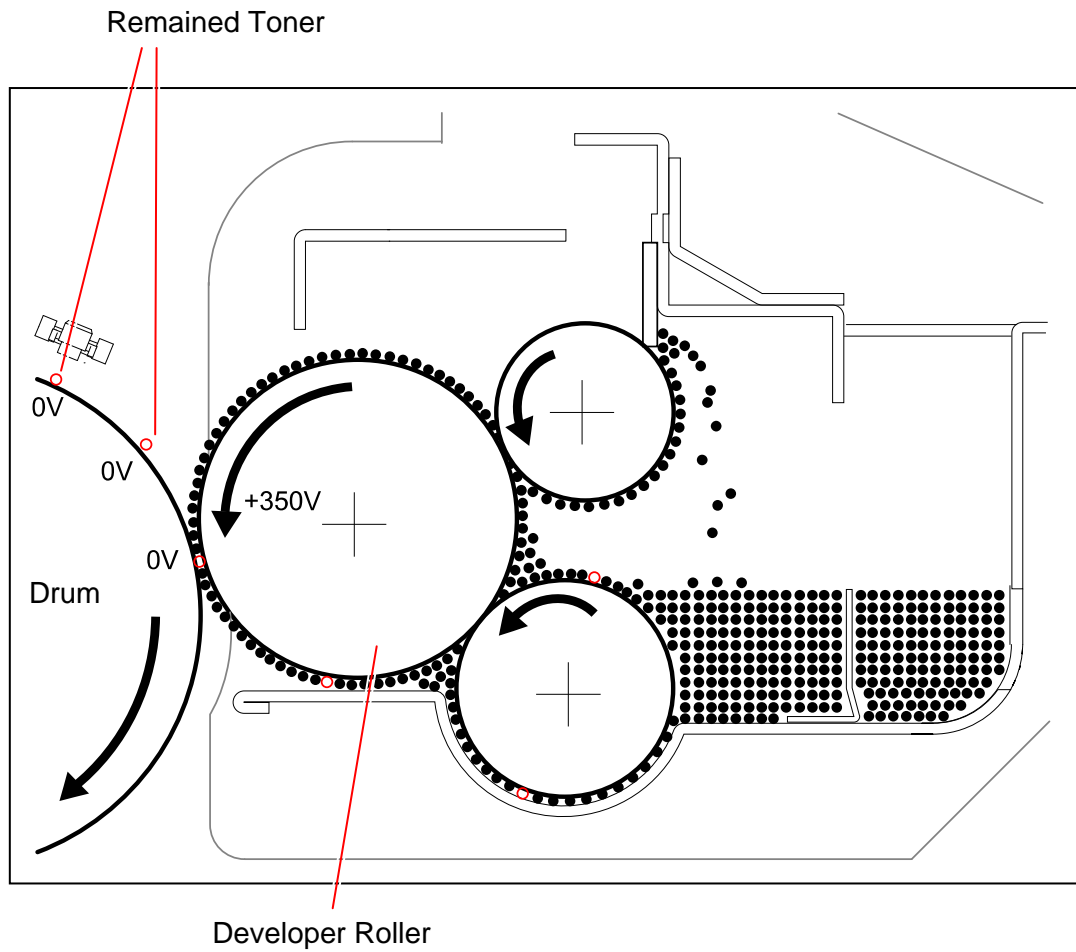 Remained Toner
0V
0V
+350V
0V
Drum
Developer Roller